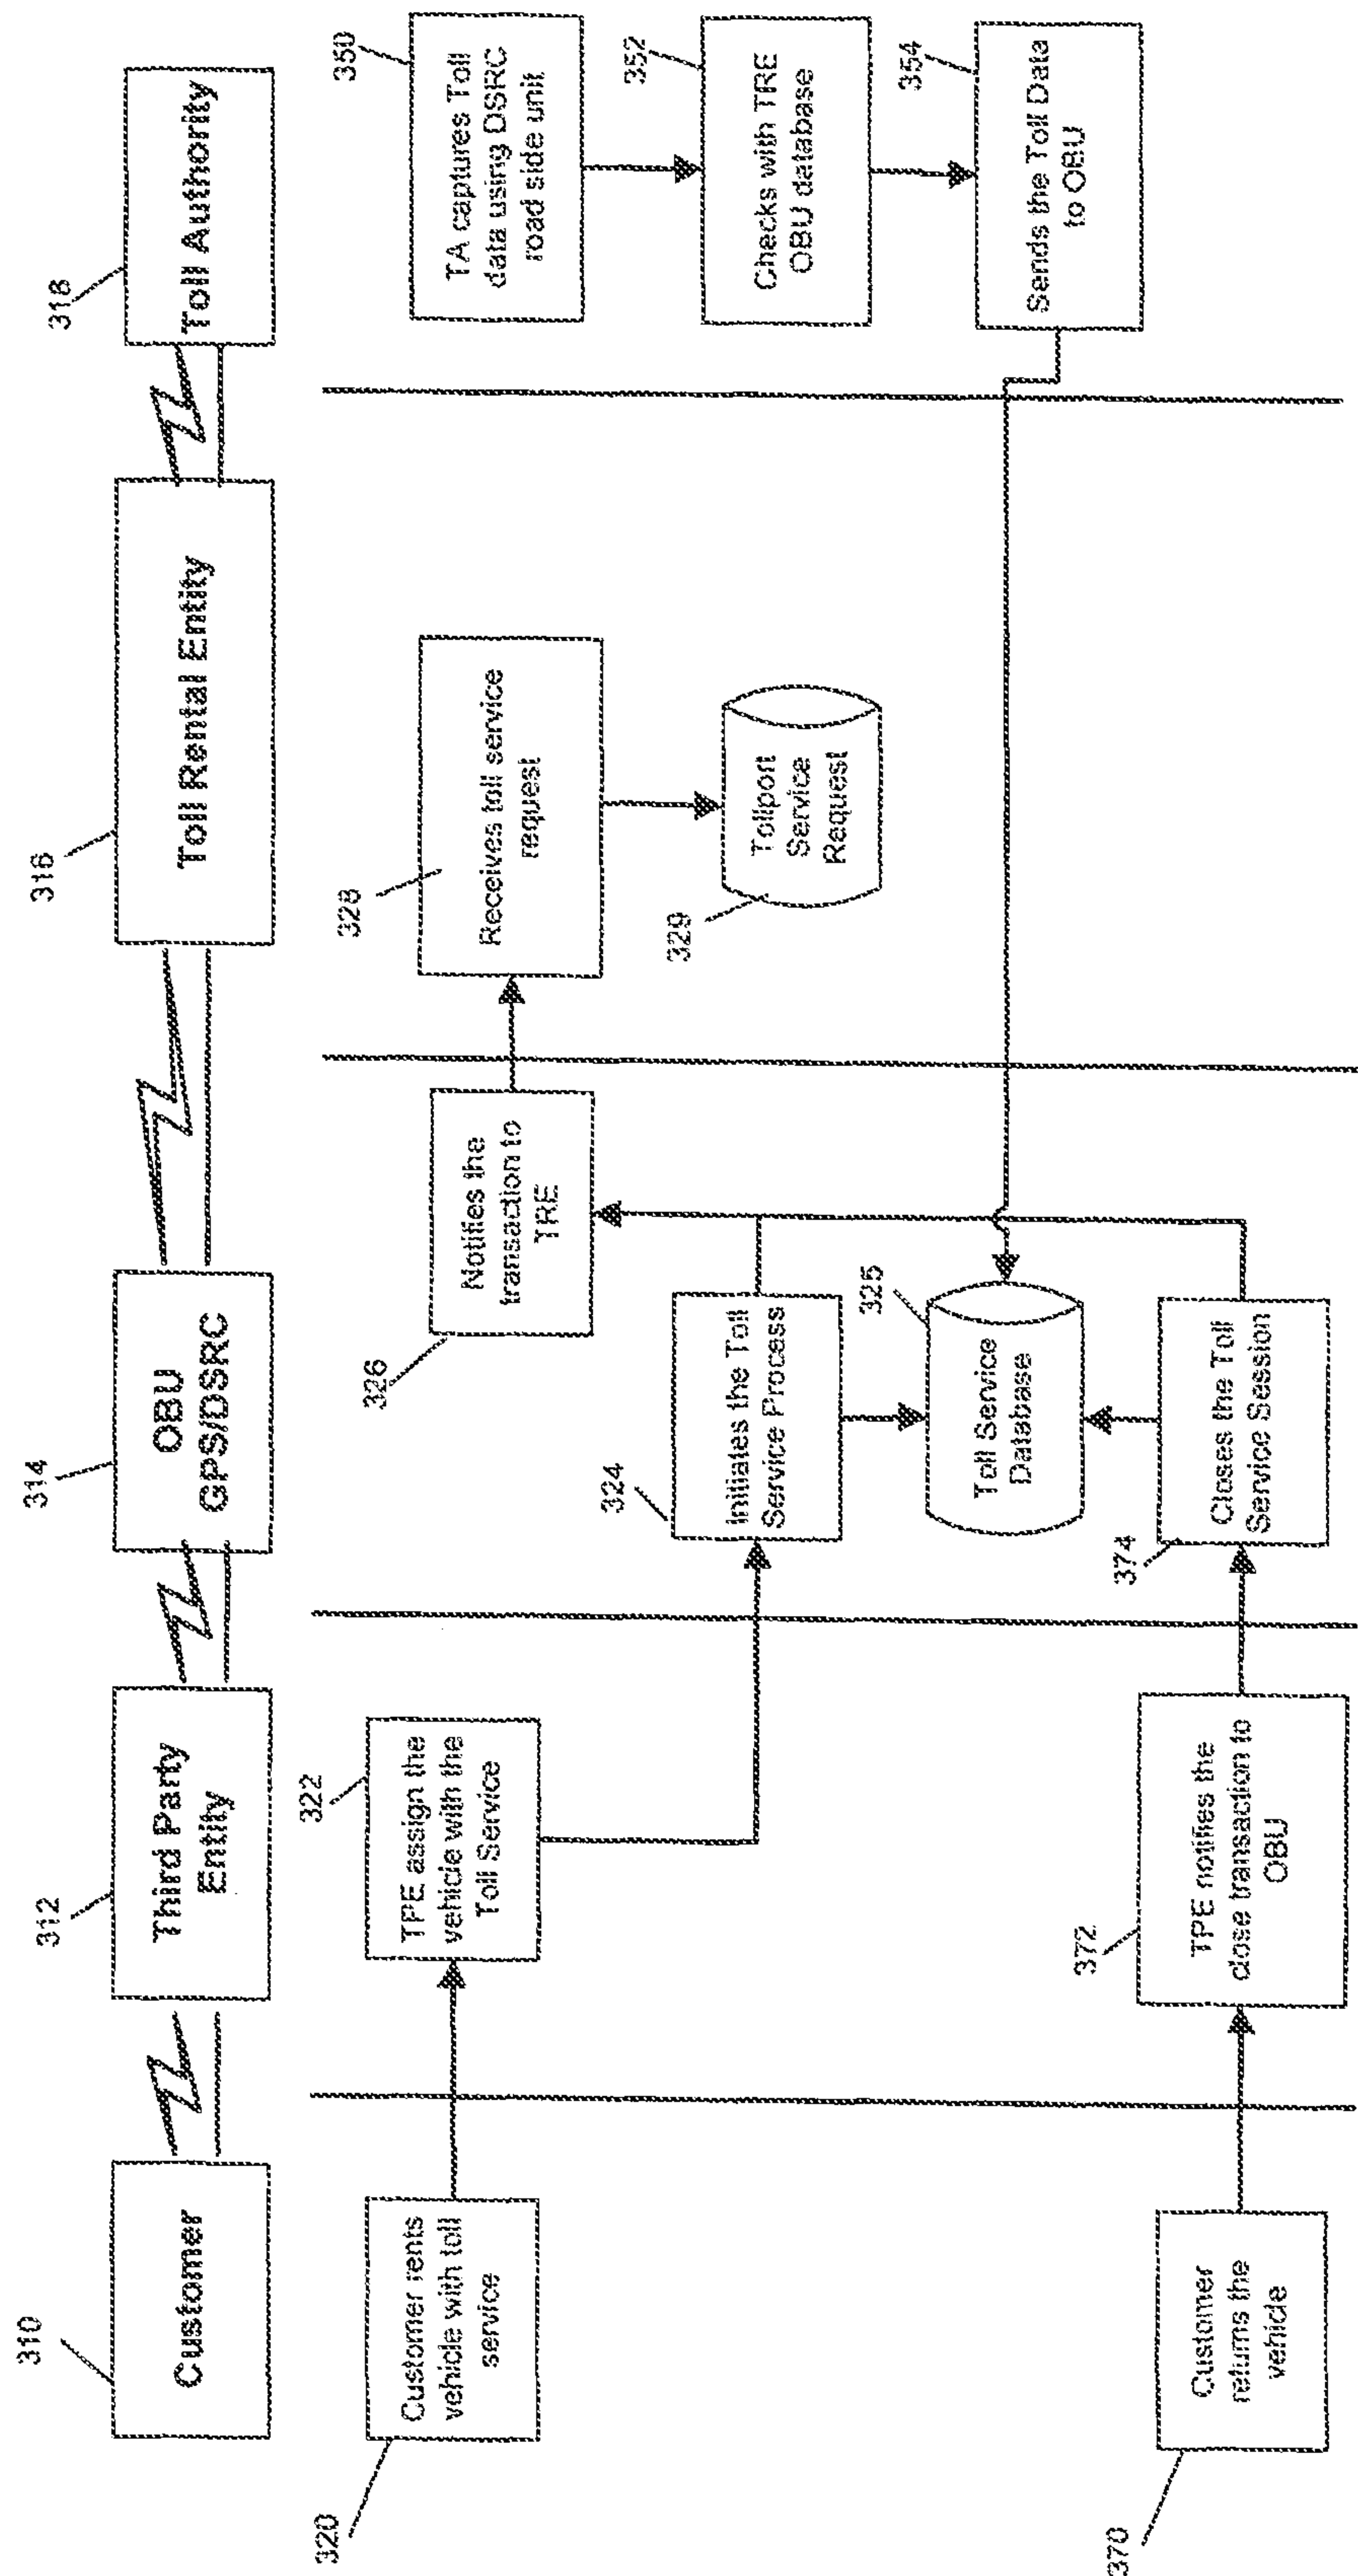 310
Customer
312
Third Party
Entity
314
OBU
GPS/DSRC
316
Toll Rental Entity
318
Toll Authority
320
Customer rents
vehicle with toll
service
322
TPE assign the
vehicle with the
Toll Service
324
Initiates the Toll
Service Process
325
Toll Service
Database
326
Notifies the
transaction to
TRE
328
Receives toll service
request
329
Tollport
Service
Request
350
TA captures Toll
data using DSRC
road side unit
352
Checks with TRE
OBU database
354
Sends the Toll Data
to OBU
370
Customer
returns the
vehicle
372
TPE notifies the
close transaction to
OBU
374
Closes the Toll
Service Session